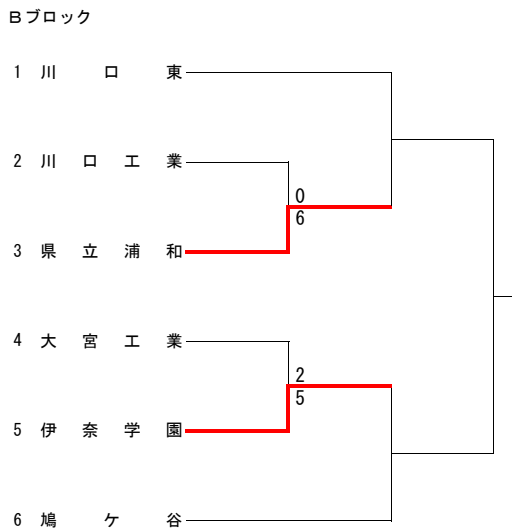 Bブロック
1 川口東
2 川口工業
0
6
3 県立浦和
4 大宮工業
2
5
5 伊奈学園
6 鳩ケ谷